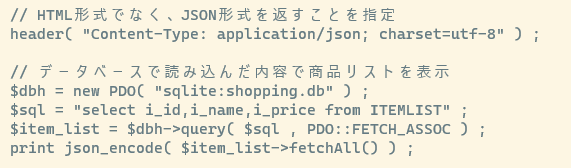 // HTML形式でなく、JSON形式を返すことを指定
header( "Content-Type: application/json; charset=utf-8" ) ;
// データベースで読み込んだ内容で商品リストを表示
$dbh = new PDO( "sqlite:shopping.db" ) ;
$sql = "select i_id,i_name,i_price from ITEMLIST" ;
$item_list = $dbh->query( $sql , PDO::FETCH_ASSOC ) ;
print json_encode( $item_list->fetchAll() ) ;